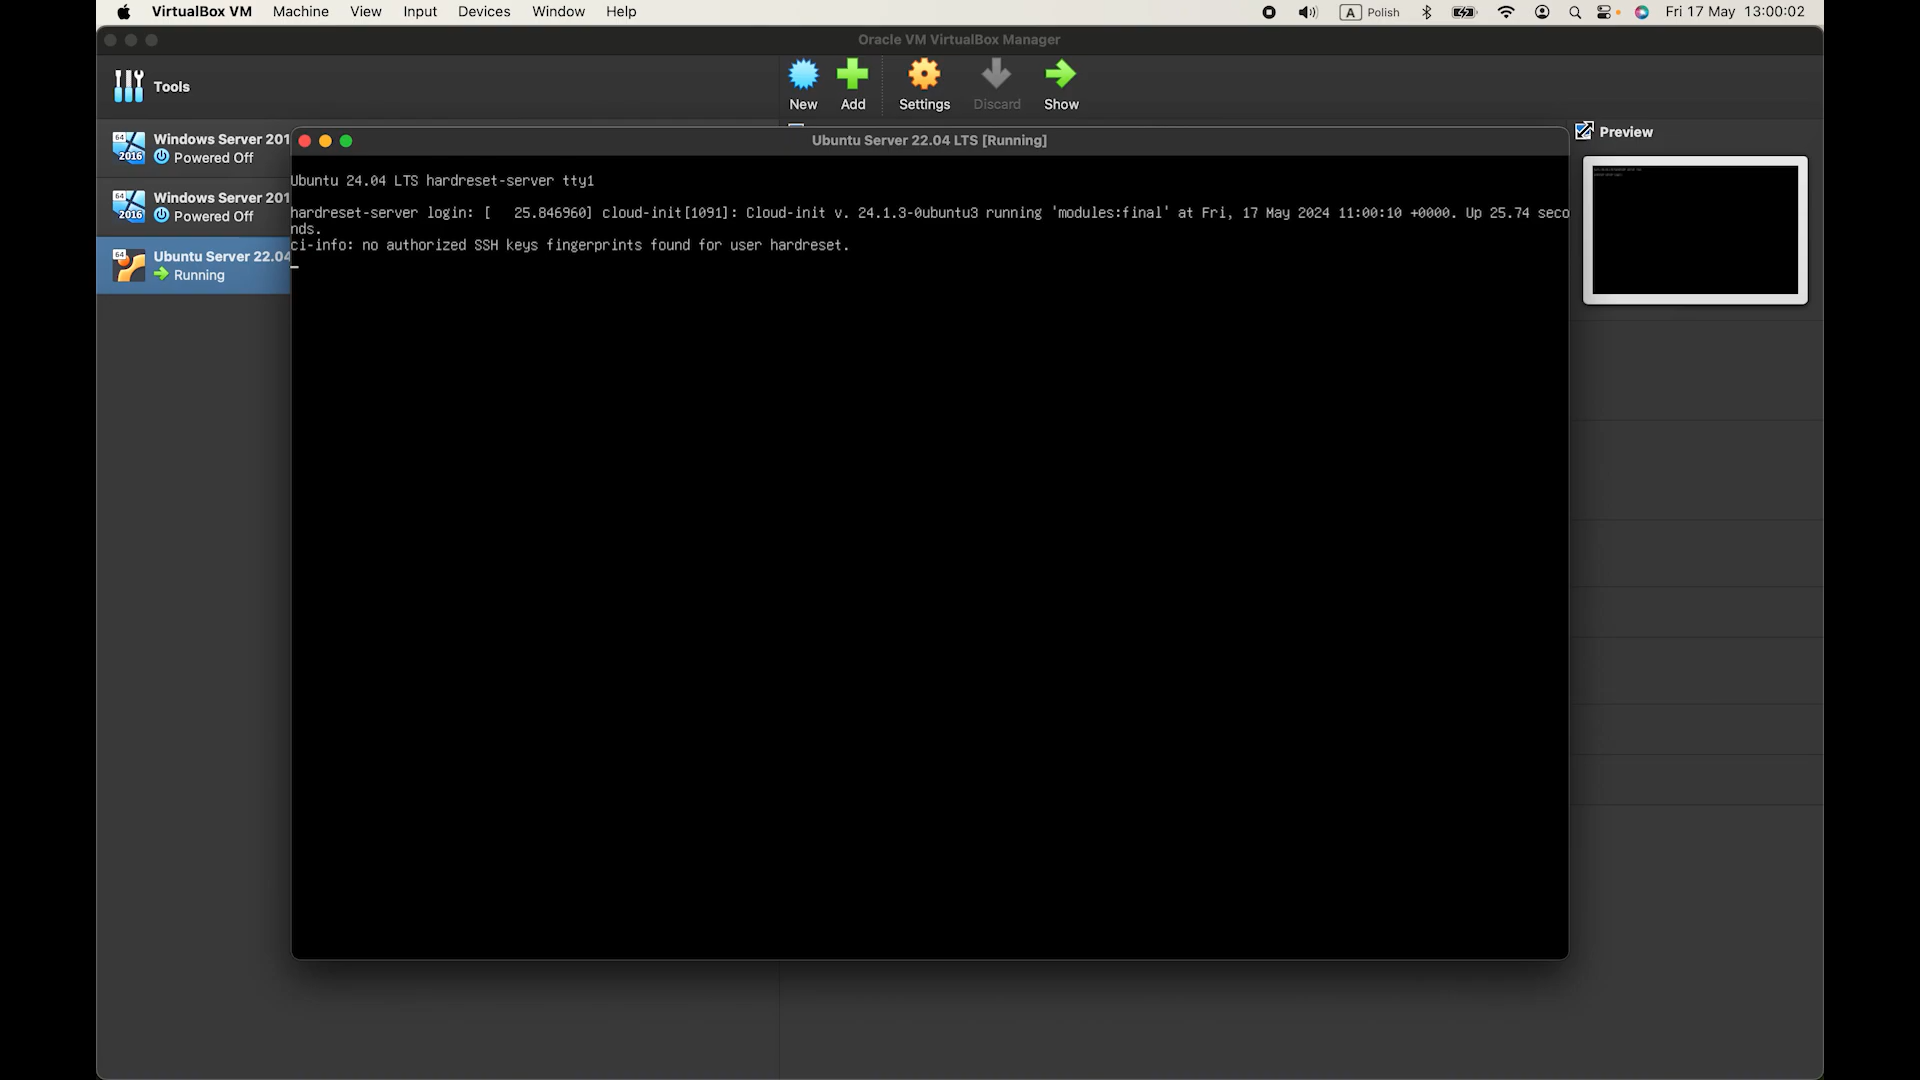 VirtualBox VM Machine View Input Devices Window Help A Polish Fri 17 May 13:00:02
Oracle VM VirtualBox Manager
Tools
New Add Settings Discard Show
64 2016 Windows Server 201
Powered Off
64 2016 Windows Server 201
Powered Off
64 Ubuntu Server 22.04
Running
Ubuntu Server 22.04 LTS [Running]
Ubuntu 24.04 LTS hardreset-server tty1
hardreset-server login: [   25.846960] cloud-init[1091]: Cloud-init v. 24.1.3-0ubuntu3 running 'modules:final' at Fri, 17 May 2024 11:00:10 +0000. Up 25.74 seco
nds.
ci-info: no authorized SSH keys fingerprints found for user hardreset.
Preview